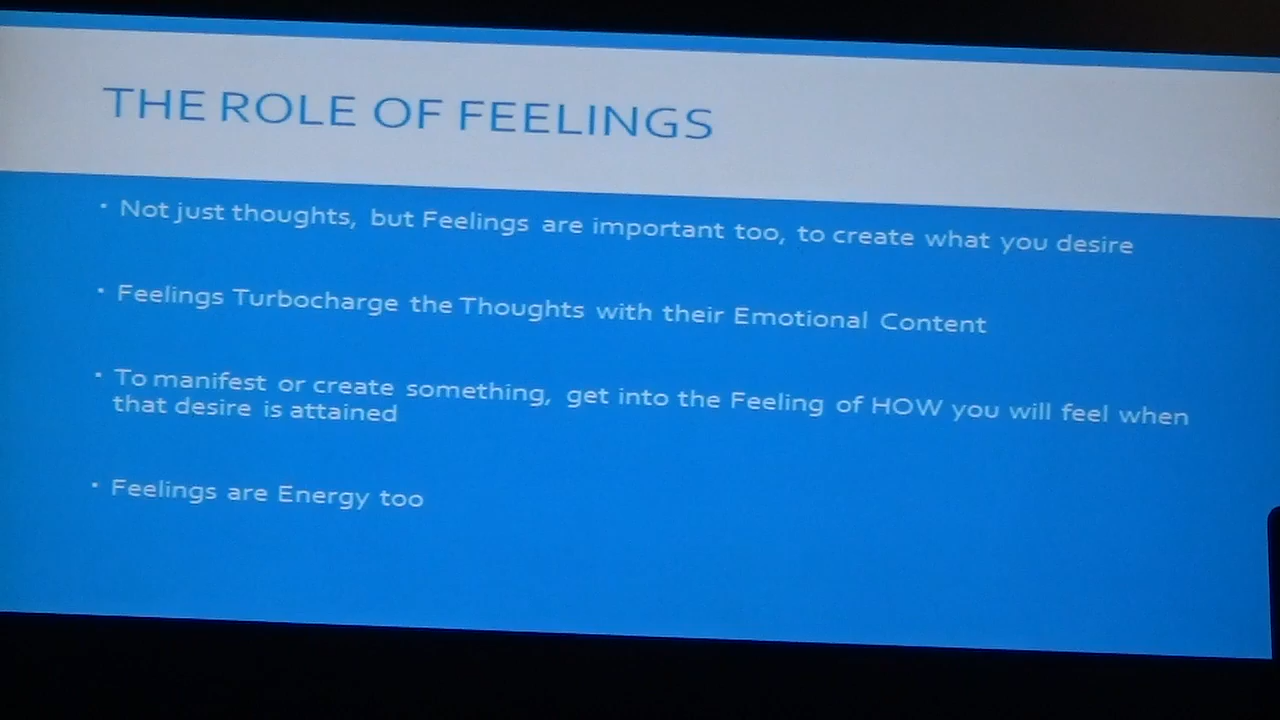 THE ROLE OF FEELINGS
· Not just thoughts, but Feelings are important too, to create what you desire
· Feelings Turbocharge the Thoughts with their Emotional Content
· To manifest or create something, get into the Feeling of HOW you will feel when
that desire is attained
· Feelings are Energy too